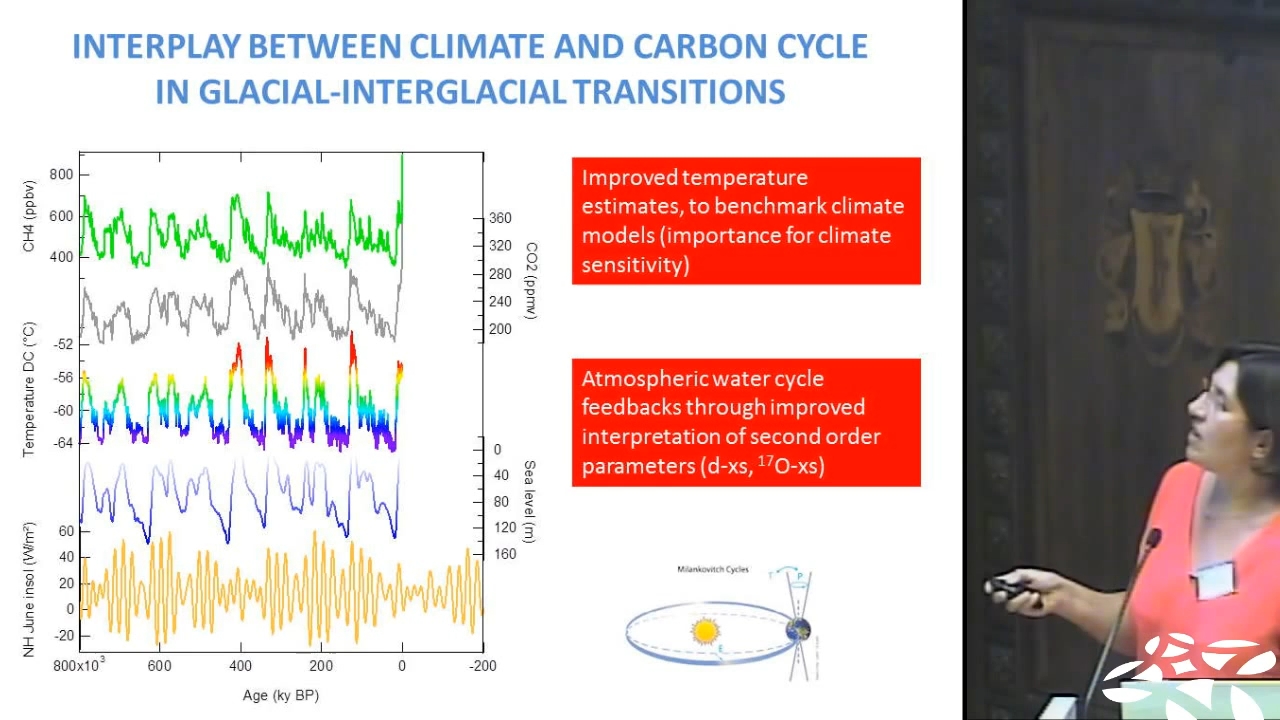 INTERPLAY BETWEEN CLIMATE AND CARBON CYCLE
IN GLACIAL-INTERGLACIAL TRANSITIONS
CH4 (ppbv)
800
600
400
360
320
280
240
200
CO2 (ppmv)
Temperature DC (°C)
-52
-56
-60
-64
0
40
80
120
160
Sea level (m)
NH June insol (W/m²)
60
40
20
0
-20
800x10³
600
400
200
0
-200
Age (ky BP)
Improved temperature
estimates, to benchmark climate
models (importance for climate
sensitivity)
Atmospheric water cycle
feedbacks through improved
interpretation of second order
parameters (d-xs, ¹⁷O-xs)
Milankovitch Cycles
T
P
E